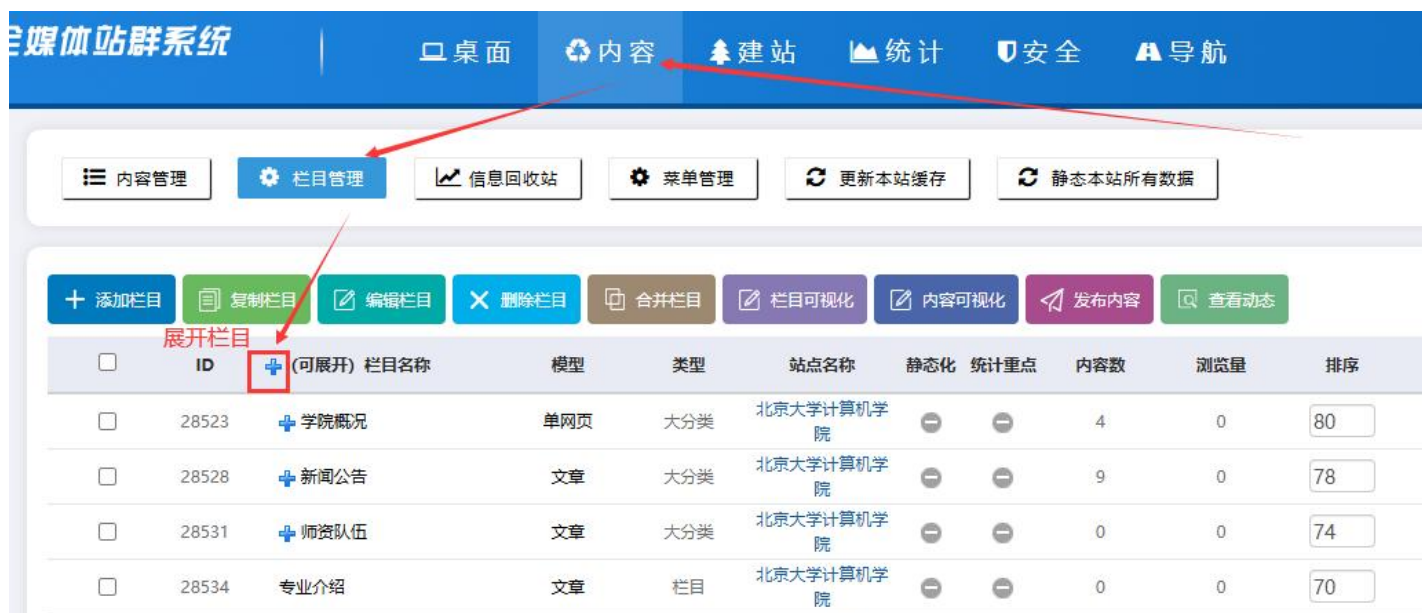 全媒体站群系统
桌面 内容 建站 统计 安全 导航
内容管理 栏目管理 信息回收站 菜单管理 更新本站缓存 静态本站所有数据
添加栏目 复制栏目 编辑栏目 删除栏目 合并栏目 栏目可视化 内容可视化 发布内容 查看动态
展开栏目
ID (可展开) 栏目名称 模型 类型 站点名称 静态化 统计重点 内容数 浏览量 排序
28523 学院概况 单网页 大分类 北京大学计算机学 4 0 80
院
28528 新闻公告 文章 大分类 北京大学计算机学 9 0 78
院
28531 师资队伍 文章 大分类 北京大学计算机学 0 0 74
院
28534 专业介绍 文章 栏目 北京大学计算机学 0 0 70
院